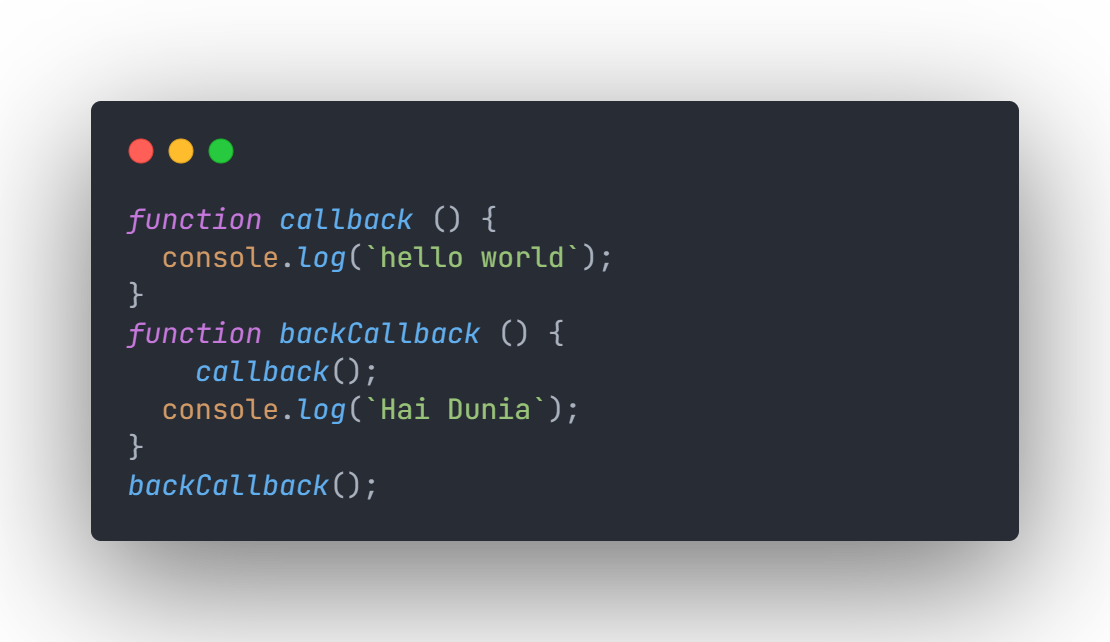 function callback () {
  console.log(`hello world`);
}
function backCallback () {
    callback();
  console.log(`Hai Dunia`);
}
backCallback();